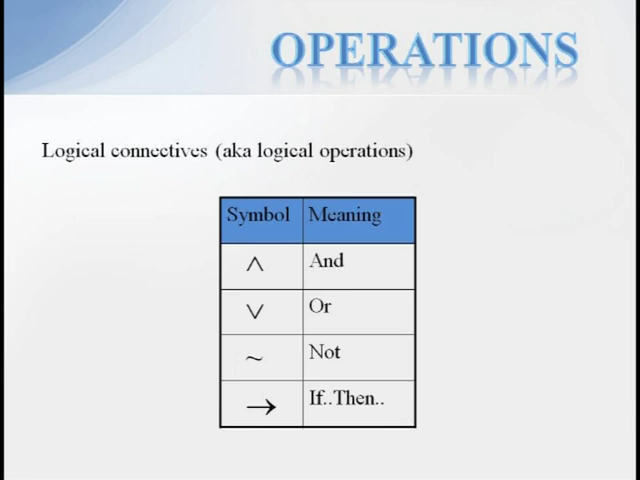 OPERATIONS
Logical connectives (aka logical operations)
Symbol Meaning
∧ And
∨ Or
~ Not
→ If..Then..